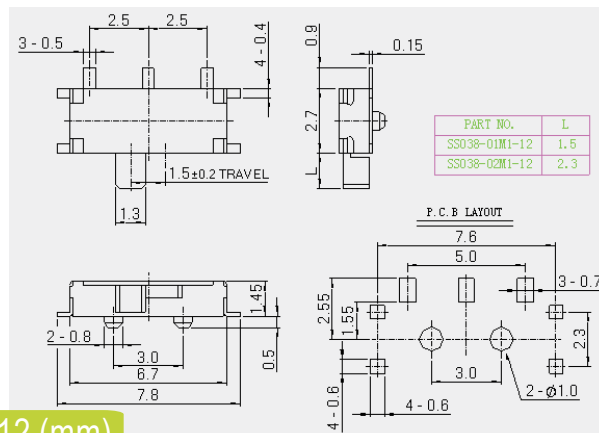 2.5 2.5
3-0.5
4-0.4
0.9
0.15
2.7
L
1.5±0.2 TRAVEL
1.3
PART NO. L
SS038-01M1-12 1.5
SS038-02M1-12 2.3
P.C.B LAYOUT
7.6
5.0
3-0.7
2.55
1.55
2.3
3.0
2-ϕ1.0
4-0.6
4-0.6
1.45
0.5
2-0.8
3.0
6.7
7.8
12 (mm)